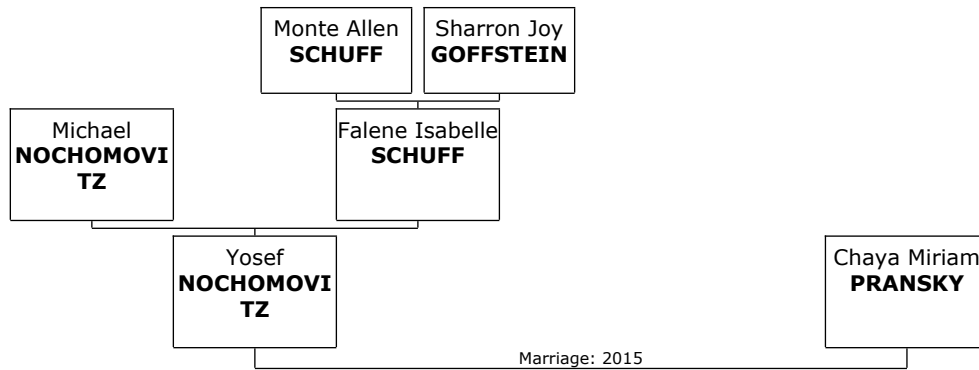 Monte Allen
SCHUFF
Sharron Joy
GOFFSTEIN
Michael
NOCHOMOVI
TZ
Falene Isabelle
SCHUFF
Yosef
NOCHOMOVI
TZ
Chaya Miriam
PRANSKY
Marriage: 2015